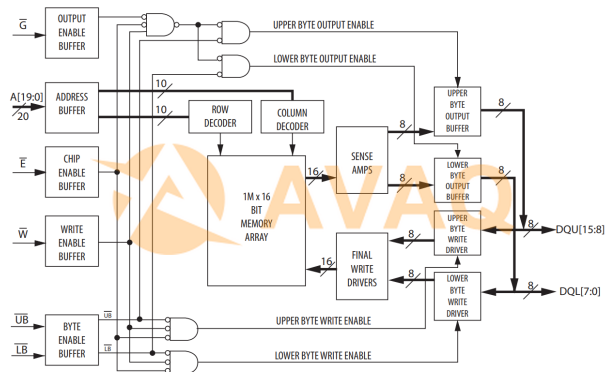 G
OUTPUT
ENABLE
BUFFER
UPPER BYTE OUTPUT ENABLE
LOWER BYTE OUTPUT ENABLE
A[19:0]
20
ADDRESS
BUFFER
10
10
ROW
DECODER
COLUMN
DECODER
E
CHIP
ENABLE
BUFFER
W
WRITE
ENABLE
BUFFER
1M x 16
BIT
MEMORY
ARRAY
16
SENSE
AMPS
8
8
UPPER
BYTE
OUTPUT
BUFFER
8
LOWER
BYTE
OUTPUT
BUFFER
8
AVAQ
16
FINAL
WRITE
DRIVERS
8
8
UPPER
BYTE
WRITE
DRIVER
8
8
DQU[15:8]
LOWER
BYTE
WRITE
DRIVER
8
8
DQL[7:0]
UB
LB
BYTE
ENABLE
BUFFER
UB
LB
UPPER BYTE WRITE ENABLE
LOWER BYTE WRITE ENABLE